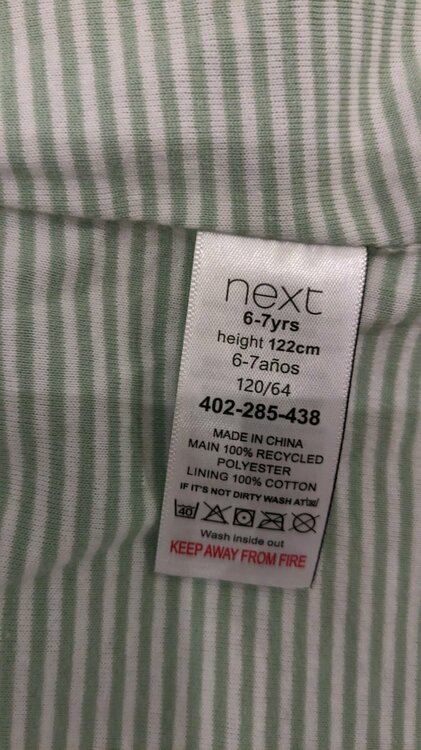 next
6-7yrs
height 122cm
6-7años
120/64
402-285-438
MADE IN CHINA
MAIN 100% RECYCLED
POLYESTER
LINING 100% COTTON
IF IT'S NOT DIRTY WASH AT
40
Wash inside out
KEEP AWAY FROM FIRE